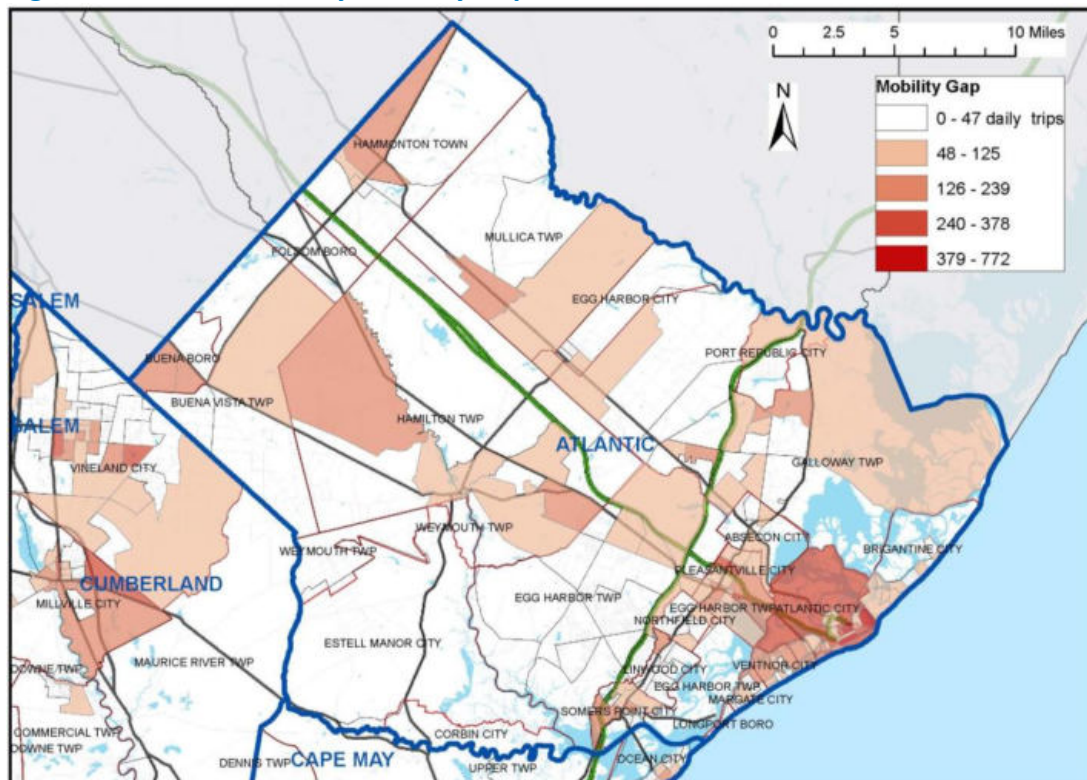 0 2.5 5 10 Miles
N
Mobility Gap
0 - 47 daily trips
48 - 125
126 - 239
240 - 378
379 - 772
HAMMONTON TOWN
MULLICA TWP
FOLSOM BORO
EGG HARBOR CITY
SALEM
PORT REPUBLIC CITY
BUENA BORO
BUENA VISTA TWP
HAMILTON TWP
SALEM
ATLANTIC
VINELAND CITY
GALLOWAY TWP
WEYMOUTH TWP
ABSECON CITY
WEYMOUTH TWP
BRIGANTINE CITY
PLEASANTVILLE CITY
CUMBERLAND
EGG HARBOR TWP
MILLVILLE CITY
EGG HARBOR TWP
ATLANTIC CITY
NORTHFIELD CITY
ESTELL MANOR CITY
MAURICE RIVER TWP
DOWNE TWP
LINWOOD CITY
VENTNOR CITY
EGG HARBOR TWP
MARGATE CITY
SOMERS POINT CITY
LONGPORT BORO
COMMERCIAL TWP
CORBIN CITY
DOWNE TWP
DENNIS TWP
CAPE MAY
UPPER TWP
OCEAN CITY